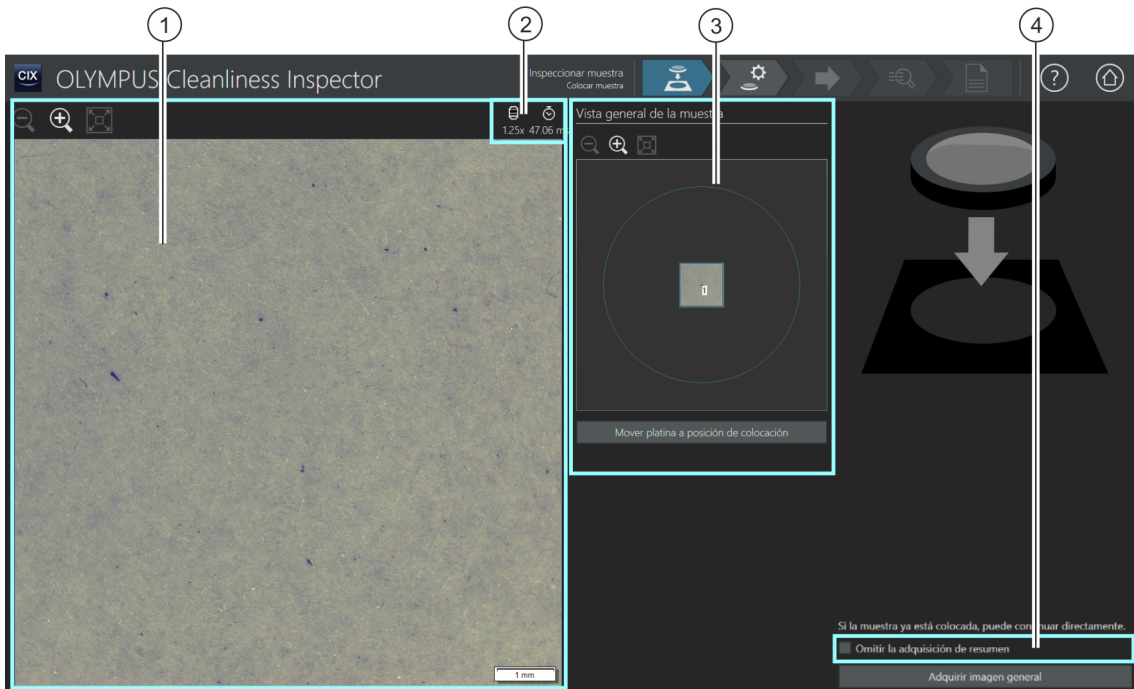 1
2
3
4
CIX
OLYMPUS Cleanliness Inspector
Inspeccionar muestra
Colocar muestra
?
1.25x 47.06 m
Vista general de la muestra
1
Mover platina a posición de colocación
Si la muestra ya está colocada, puede continuar directamente.
Omitir la adquisición de resumen
Adquirir imagen general
1 mm